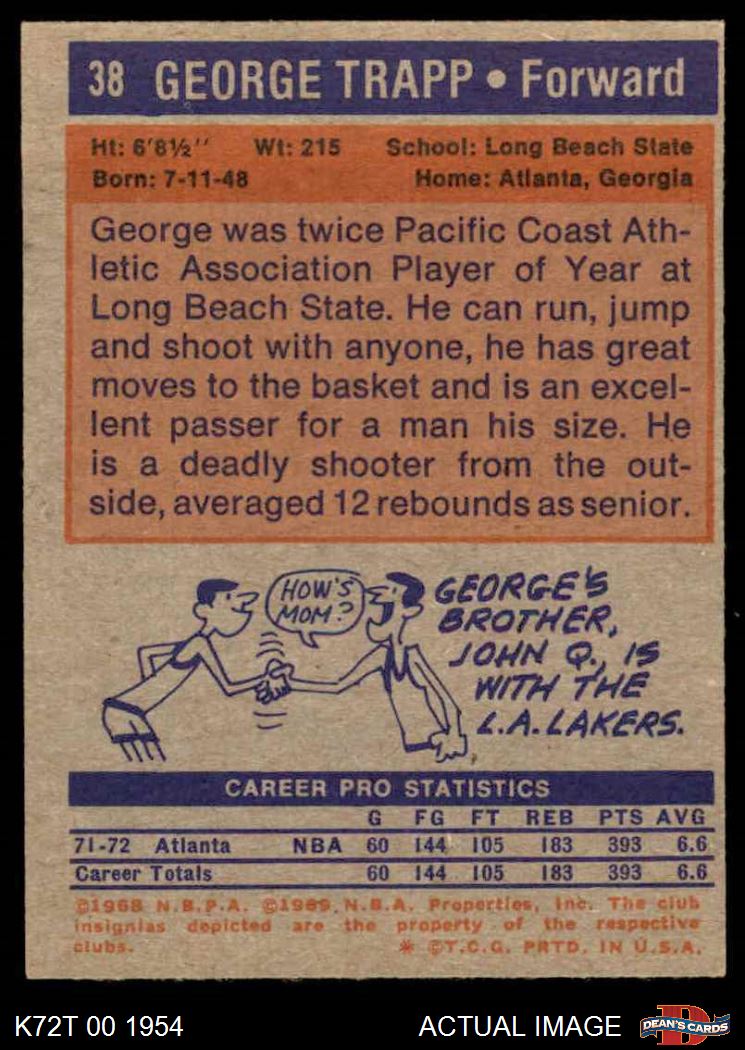 38 GEORGE TRAPP • Forward
Ht: 6'8½'' Wt: 215 School: Long Beach State
Born: 7-11-48 Home: Atlanta, Georgia
George was twice Pacific Coast Ath-
letic Association Player of Year at
Long Beach State. He can run, jump
and shoot with anyone, he has great
moves to the basket and is an excel-
lent passer for a man his size. He
is a deadly shooter from the out-
side, averaged 12 rebounds as senior.
HOW'S
MOM?
GEORGE'S
BROTHER,
JOHN Q., IS
WITH THE
L.A. LAKERS.
CAREER PRO STATISTICS
G FG FT REB PTS AVG
71-72 Atlanta NBA 60 144 105 183 393 6.6
Career Totals 60 144 105 183 393 6.6
©1968 N.B.P.A. ©1969 N.B.A. Properties, Inc. The club
insignias depicted are the property of the respective
clubs. * ©T.C.G. PRTD. IN U.S.A.
K72T 00 1954 ACTUAL IMAGE D DEAN'S CARDS